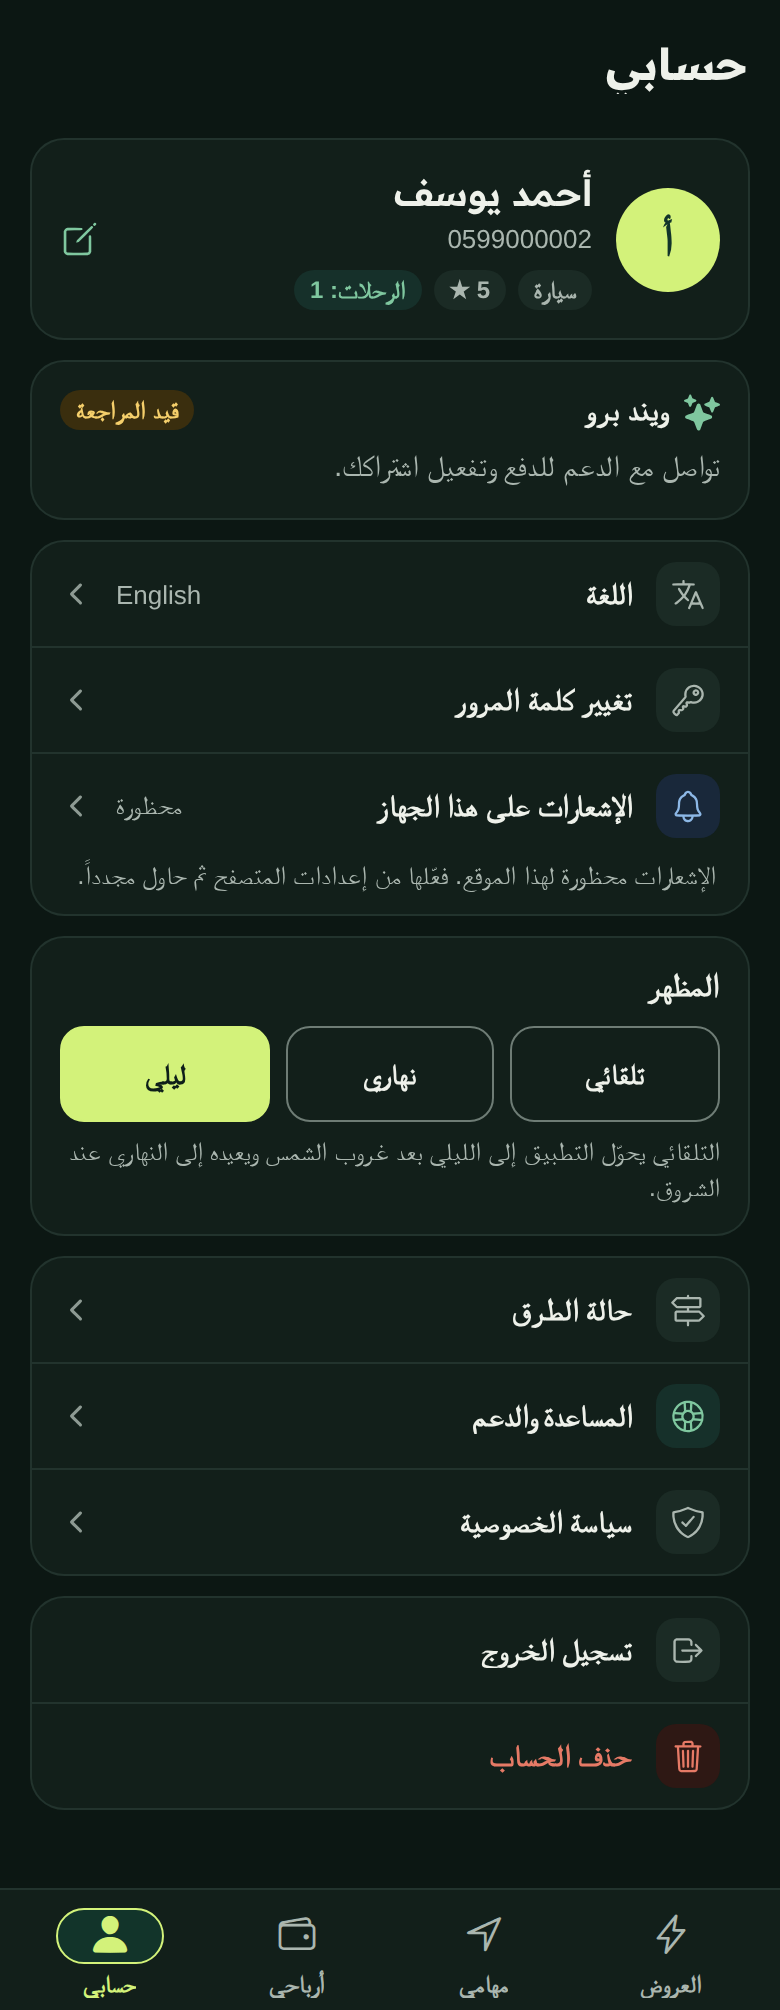 حسابي
أ
أحمد يوسف
0599000002
سيارة
5 ★
الرحلات: 1
ويند برو
قيد المراجعة
تواصل مع الدعم للدفع وتفعيل اشتراكك.
اللغة
English
تغيير كلمة المرور
الإشعارات على هذا الجهاز
محظورة
الإشعارات محظورة لهذا الموقع. فعّلها من إعدادات المتصفح ثم حاول مجدداً.
المظهر
تلقائي
نهاري
ليلي
التلقائي يحوّل التطبيق إلى الليلي بعد غروب الشمس ويعيده إلى النهاري عند
الشروق.
حالة الطرق
المساعدة والدعم
سياسة الخصوصية
تسجيل الخروج
حذف الحساب
العروض
مهامي
أرباحي
حسابي